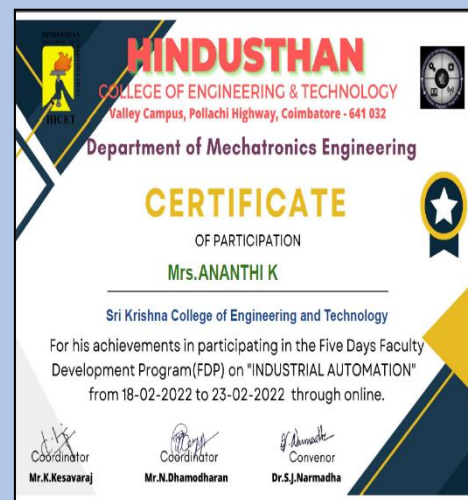 HINDUSTHAN
COLLEGE OF ENGINEERING & TECHNOLOGY
HICET
Valley Campus, Pollachi Highway, Coimbatore - 641 032
Department of Mechatronics Engineering
CERTIFICATE
OF PARTICIPATION
Mrs.ANANTHI K
Sri Krishna College of Engineering and Technology
For his achievements in participating in the Five Days Faculty
Development Program(FDP) on "INDUSTRIAL AUTOMATION"
from 18-02-2022 to 23-02-2022 through online.
Coordinator Coordinator Convenor
Mr.K.Kesavaraj Mr.N.Dhamodharan Dr.S.J.Narmadha